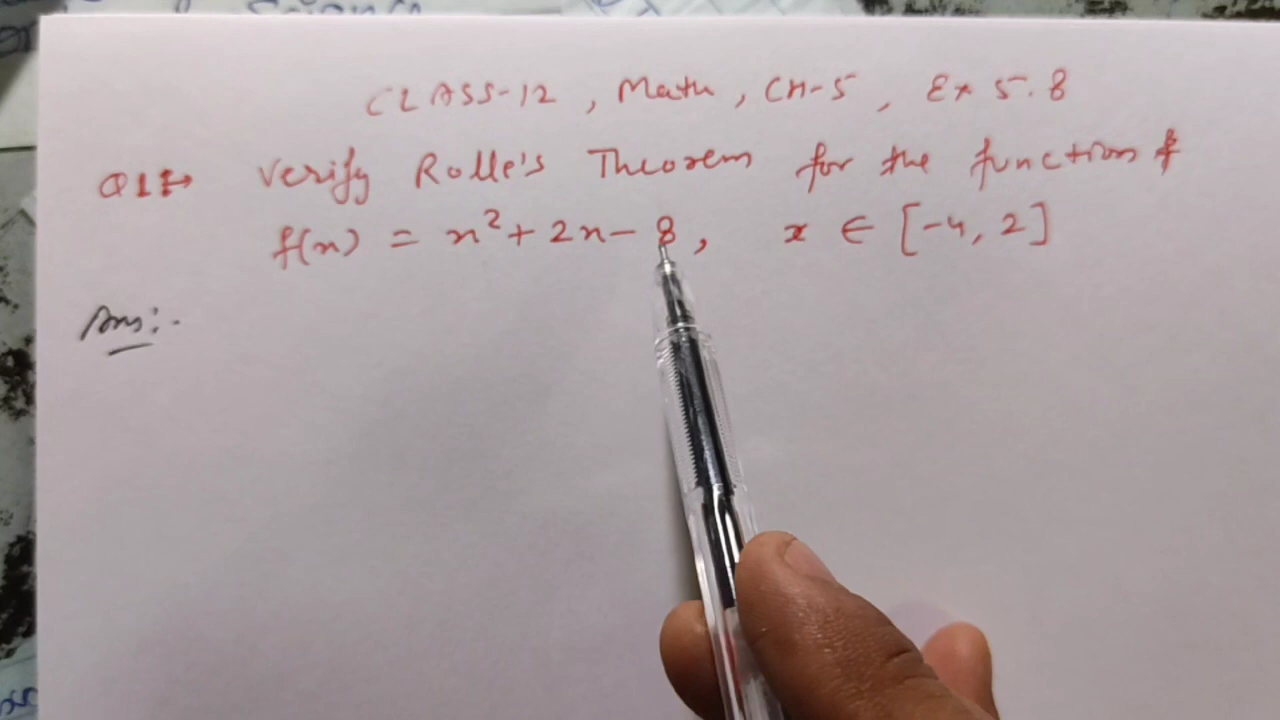 Science
CLASS-12, Math, CH-5, Ex 5.8
Q1 Verify Rolle's Theorem for the function f
f(x) = x² + 2x - 8, x ∈ [-4, 2]
Ans:-